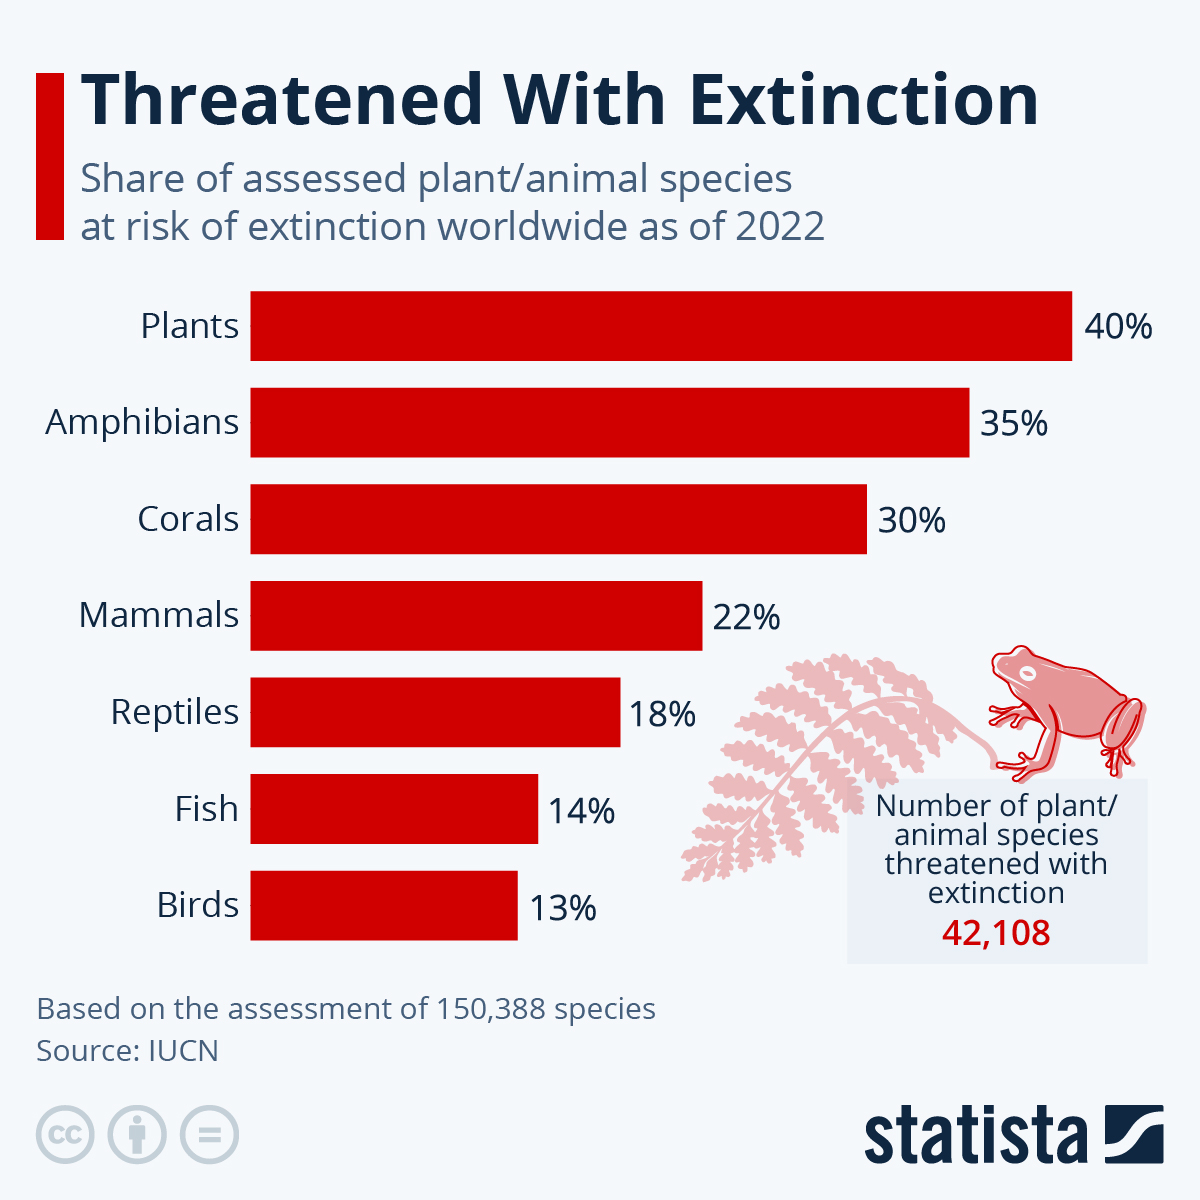 Threatened With Extinction
Share of assessed plant/animal species
at risk of extinction worldwide as of 2022
Plants 40%
Amphibians 35%
Corals 30%
Mammals 22%
Reptiles 18%
Fish 14%
Birds 13%
Number of plant/
animal species
threatened with
extinction
42,108
Based on the assessment of 150,388 species
Source: IUCN
cc
statista